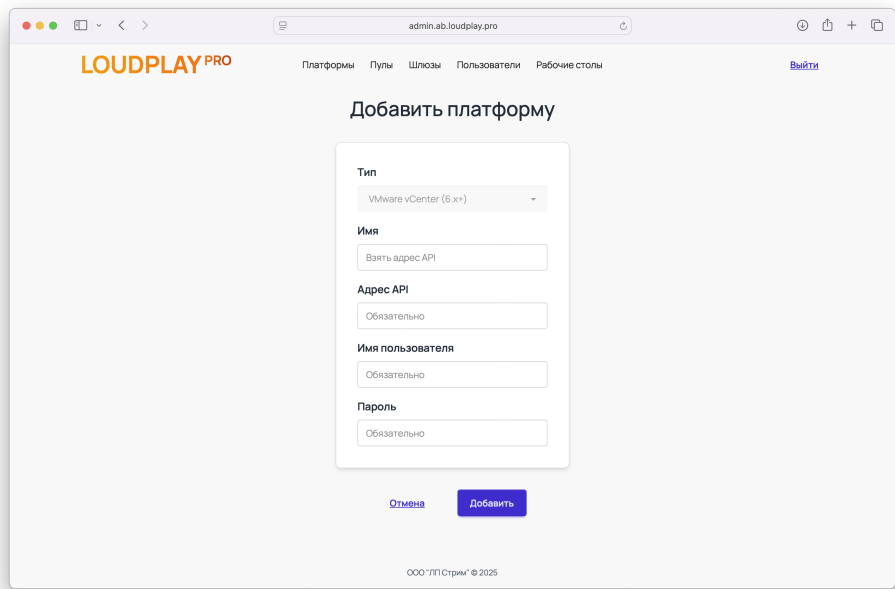 admin.ab.loudplay.pro
LOUDPLAY PRO
Платформы Пулы Шлюзы Пользователи Рабочие столы
Выйти
Добавить платформу
Тип
VMware vCenter (6.x+)
Имя
Взять адрес API
Адрес API
Обязательно
Имя пользователя
Обязательно
Пароль
Обязательно
Отмена
Добавить
ООО "ЛП Стрим" © 2025